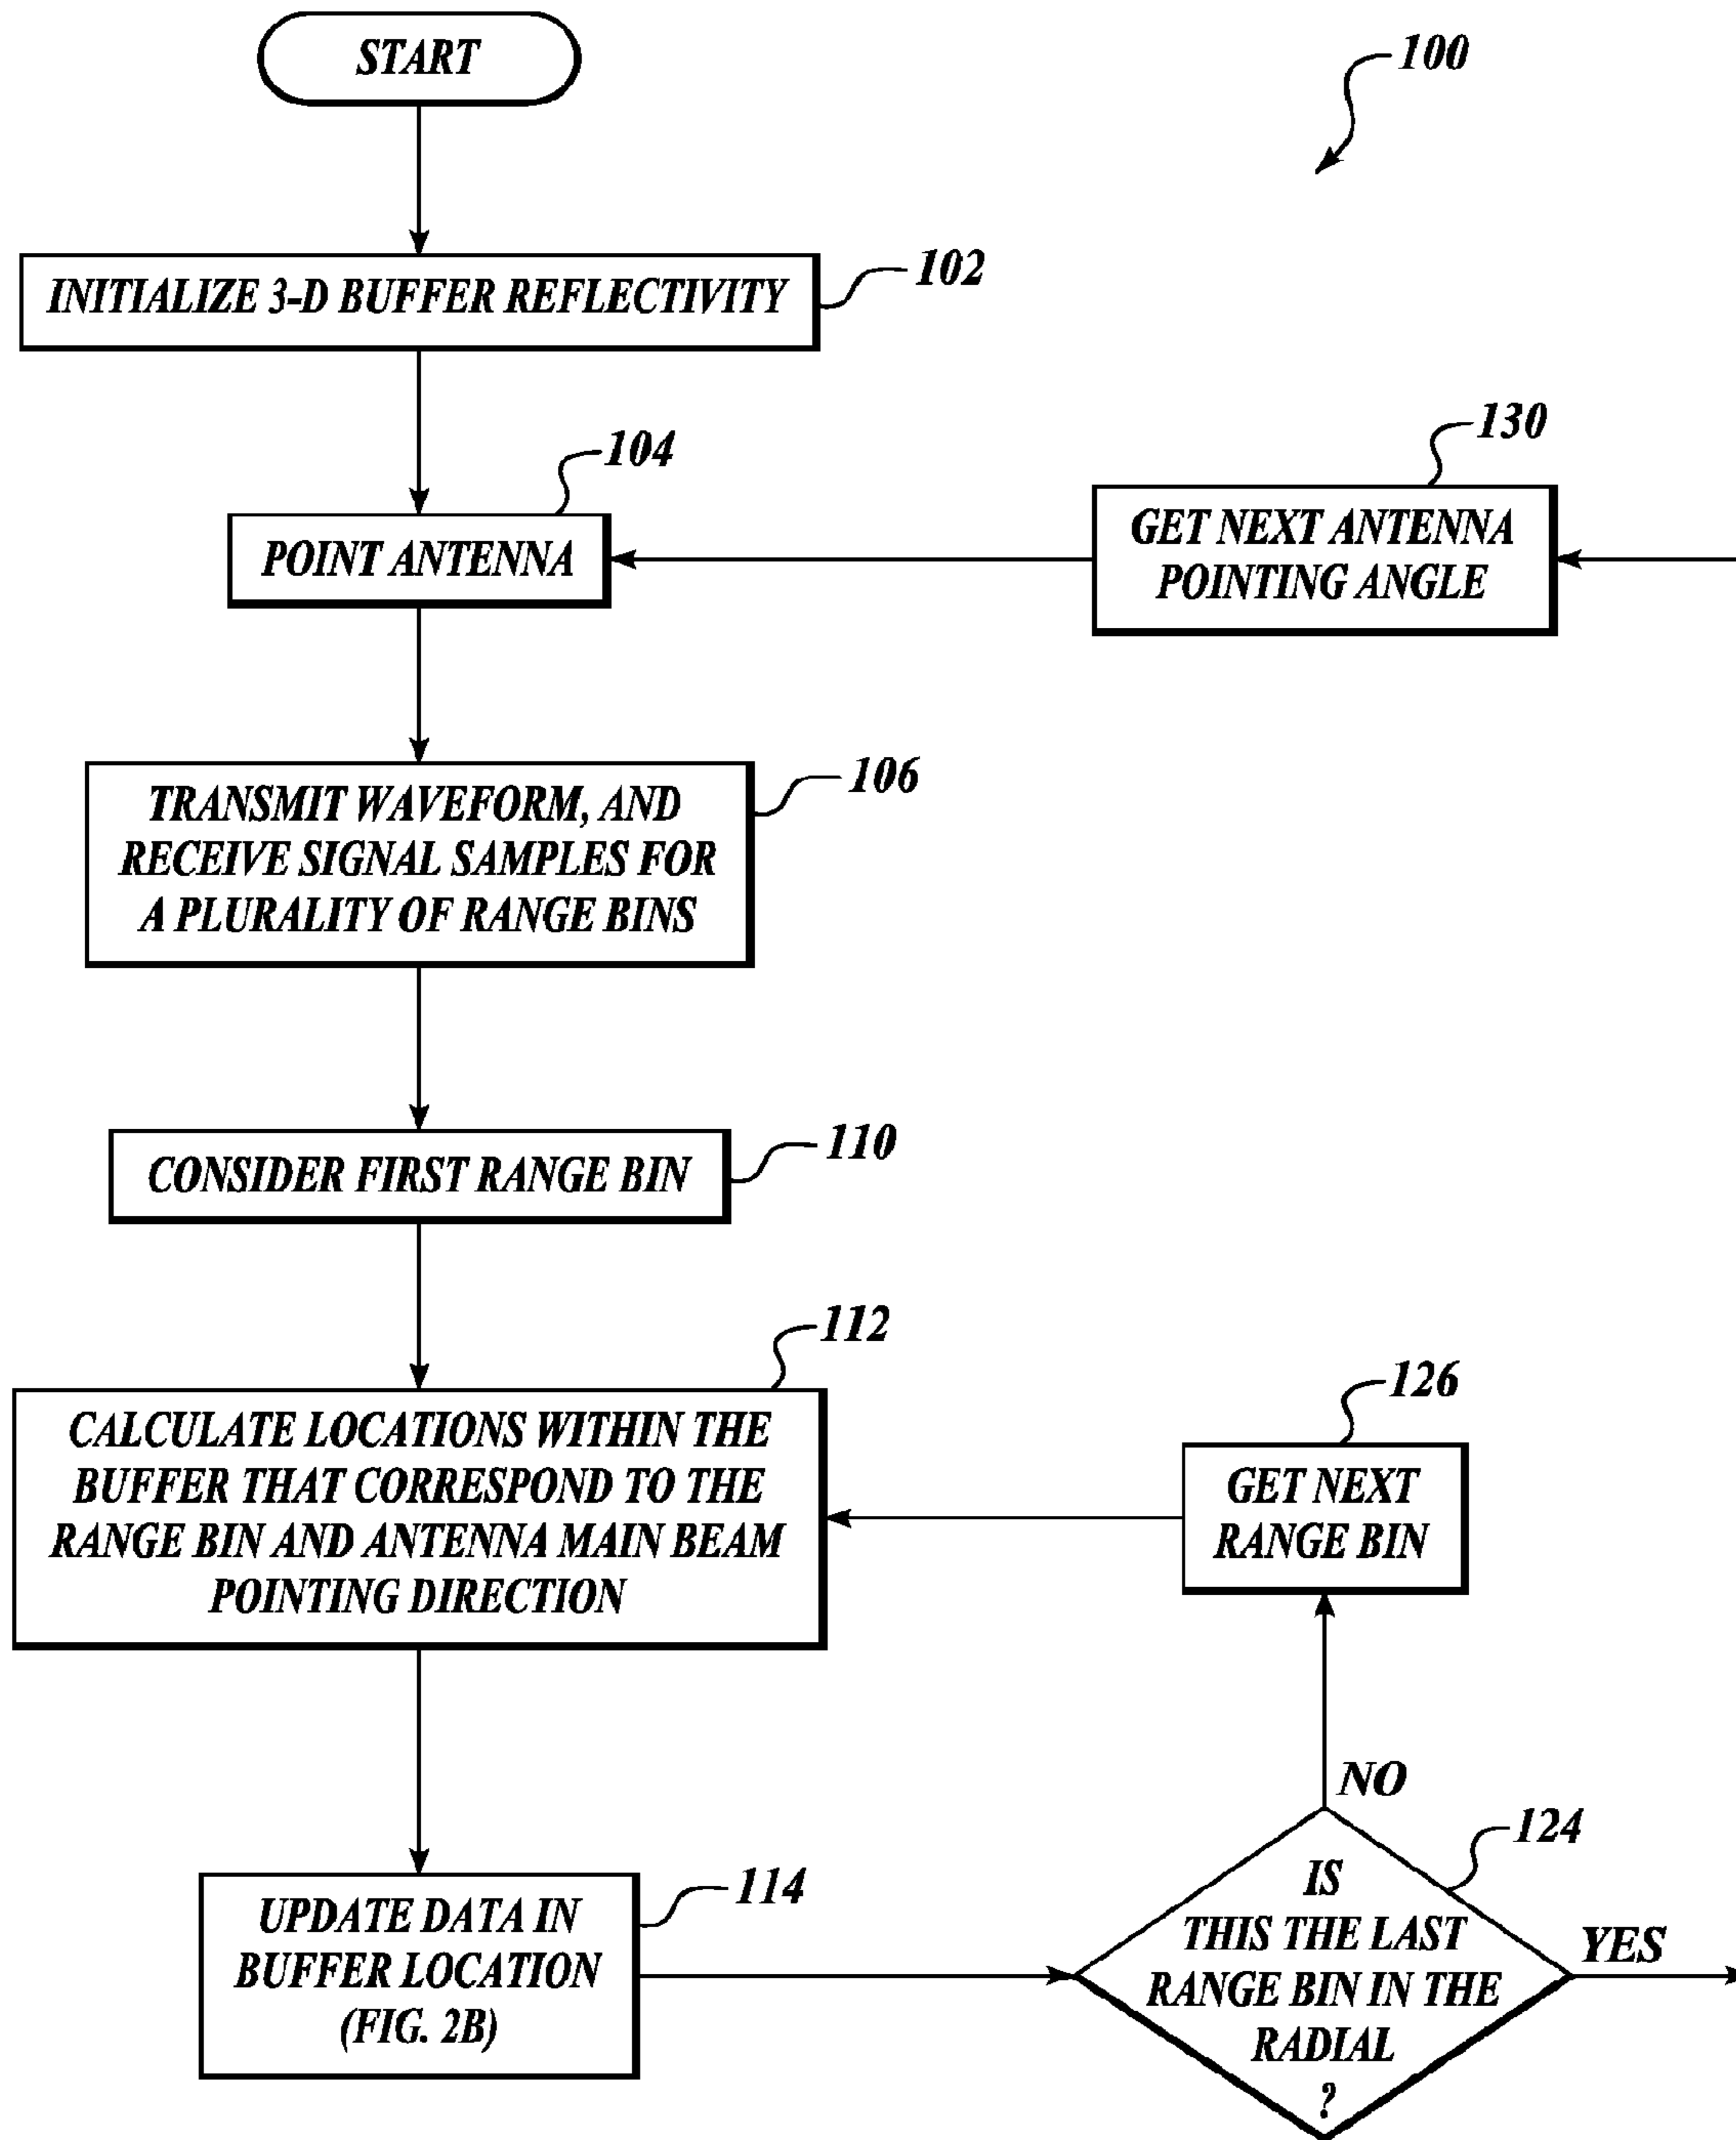 START
100
INITIALIZE 3-D BUFFER REFLECTIVITY
102
104
POINT ANTENNA
130
GET NEXT ANTENNA
POINTING ANGLE
TRANSMIT WAVEFORM, AND
RECEIVE SIGNAL SAMPLES FOR
A PLURALITY OF RANGE BINS
106
CONSIDER FIRST RANGE BIN
110
112
CALCULATE LOCATIONS WITHIN THE
BUFFER THAT CORRESPOND TO THE
RANGE BIN AND ANTENNA MAIN BEAM
POINTING DIRECTION
126
GET NEXT
RANGE BIN
NO
UPDATE DATA IN
BUFFER LOCATION
(FIG. 2B)
114
124
IS
THIS THE LAST
RANGE BIN IN THE
RADIAL
?
YES